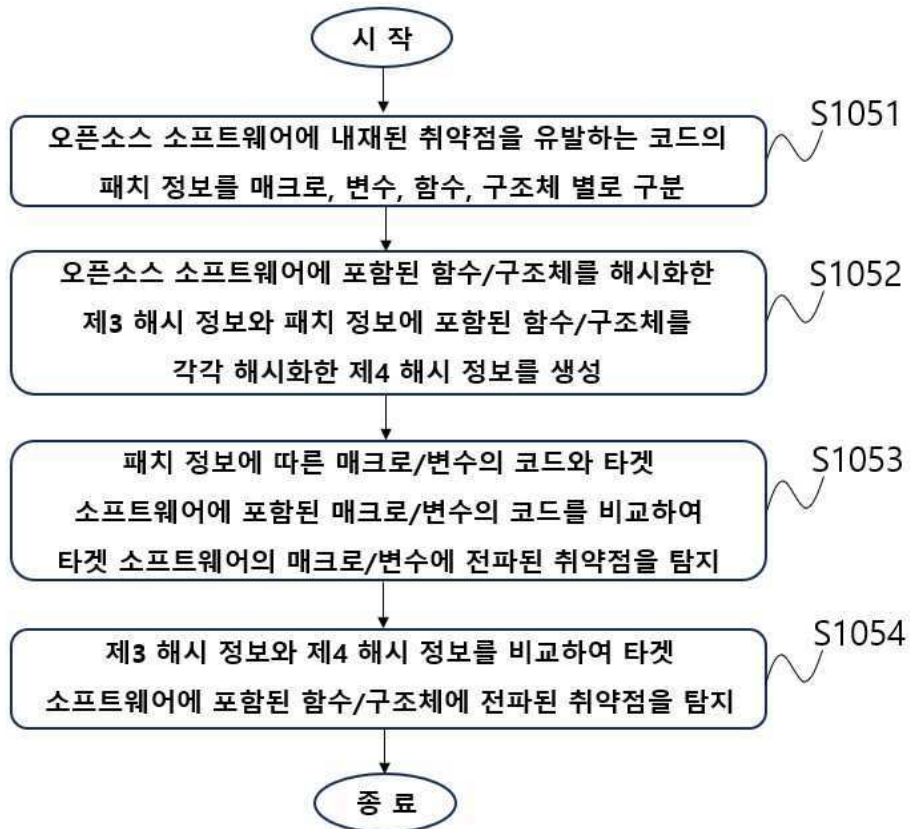 시 작
S1051
오픈소스 소프트웨어에 내재된 취약점을 유발하는 코드의
패치 정보를 매크로, 변수, 함수, 구조체 별로 구분
S1052
오픈소스 소프트웨어에 포함된 함수/구조체를 해시화한
제3 해시 정보와 패치 정보에 포함된 함수/구조체를
각각 해시화한 제4 해시 정보를 생성
S1053
패치 정보에 따른 매크로/변수의 코드와 타겟
소프트웨어에 포함된 매크로/변수의 코드를 비교하여
타겟 소프트웨어의 매크로/변수에 전파된 취약점을 탐지
S1054
제3 해시 정보와 제4 해시 정보를 비교하여 타겟
소프트웨어에 포함된 함수/구조체에 전파된 취약점을 탐지
종 료